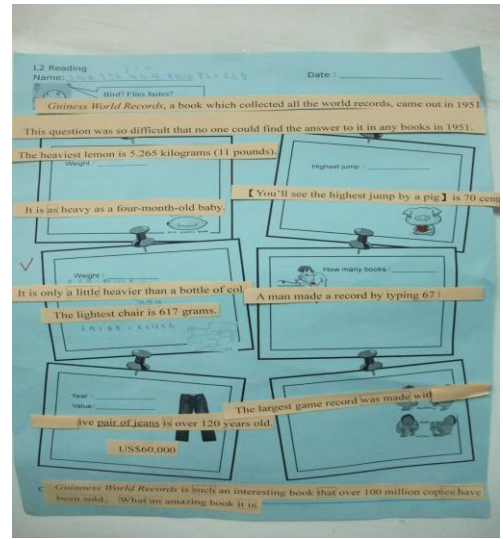 L2 Reading
Name:
Date :
Bird? Flies fastes?
Guiness World Records, a book which collected all the world records, came out in 1951
This question was so difficult that no one could find the answer to it in any books in 1951.
The heaviest lemon is 5.265 kilograms (11 pounds).
Weight :
Highest jump :
【You'll see the highest jump by a pig】 is 70 centi
It is as heavy as a four-month-old baby.
Weight :
How many books :
It is only a little heavier than a bottle of col
A man made a record by typing 67
The lightest chair is 617 grams.
Year :
Value :
The largest game record was made with
ive pair of jeans is over 120 years old.
US$60,000
Guinness World Records is such an interesting book that over 100 million copies have
been sold. What an amazing book it is